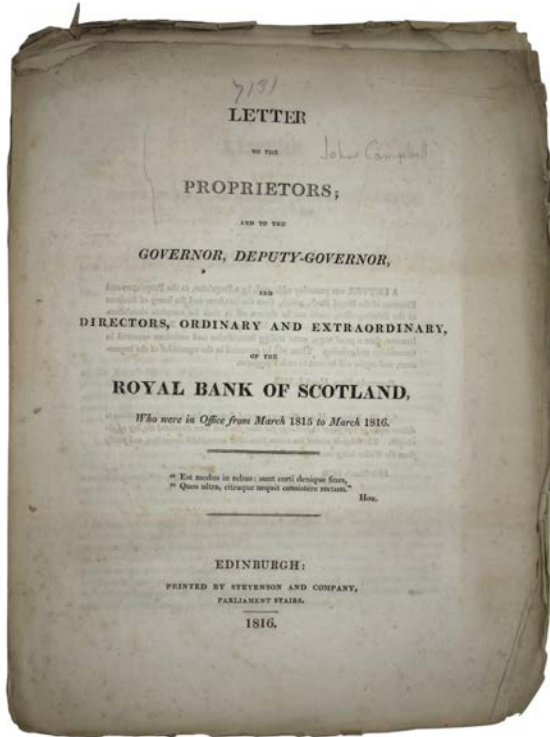 7131
LETTER
TO THE
John Campbell
PROPRIETORS;
AND TO THE
GOVERNOR, DEPUTY-GOVERNOR,
AND
DIRECTORS, ORDINARY AND EXTRAORDINARY,
OF THE
ROYAL BANK OF SCOTLAND,
Who were in Office from March 1815 to March 1816.
“ Est modus in rebus: sunt certi denique fines,
“ Quos ultra, citraque nequit consistere rectum.”
Hor.
EDINBURGH:
PRINTED BY STEVENSON AND COMPANY,
PARLIAMENT STAIRS.
1816.